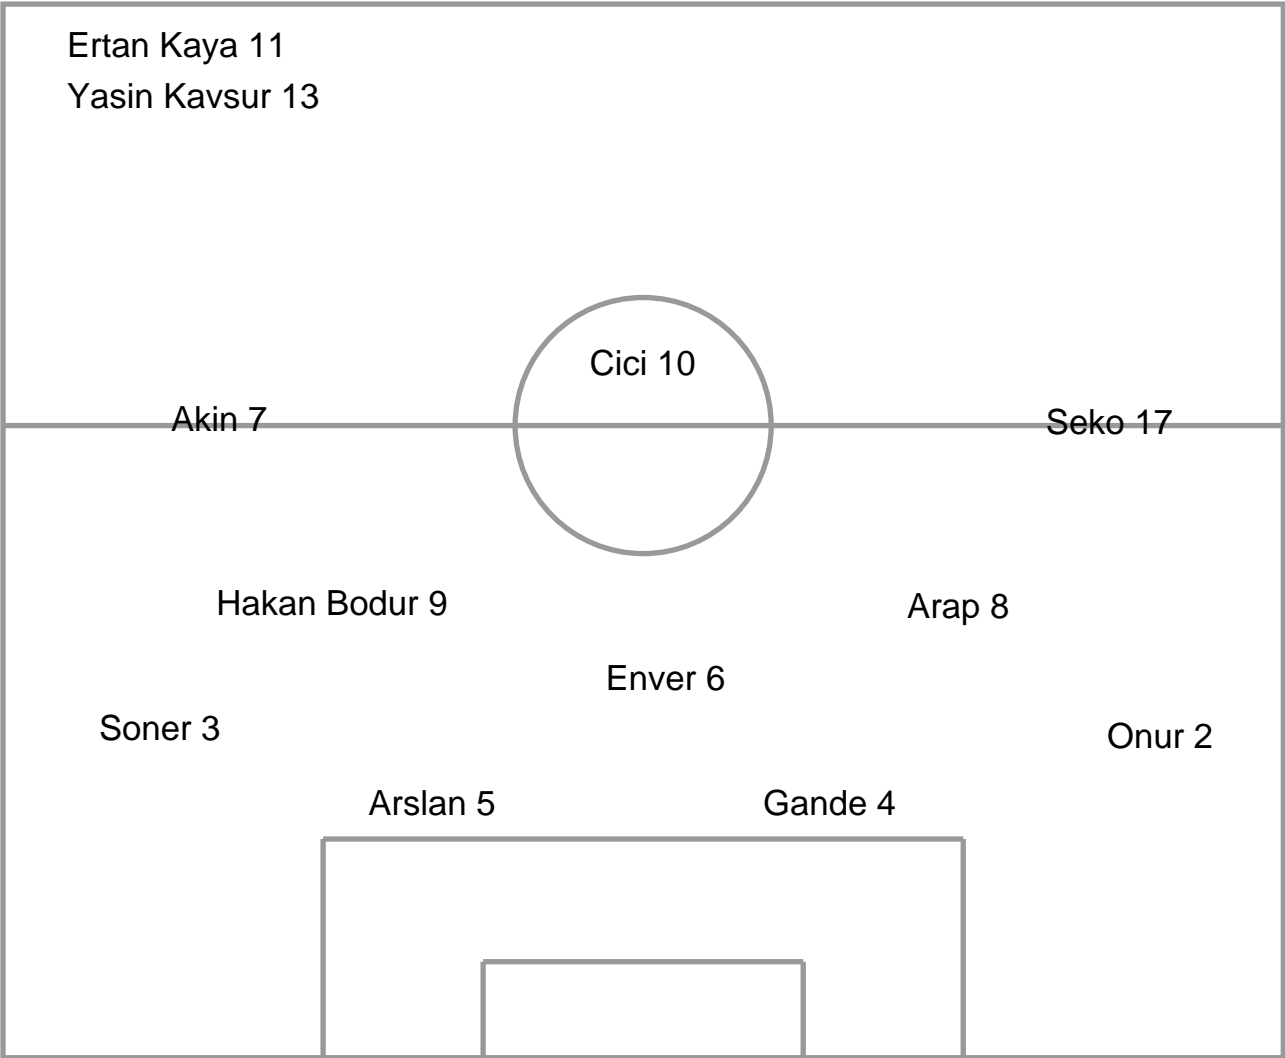 Ertan Kaya 11
Yasin Kavsur 13
Cici 10
Akin 7
Seko 17
Hakan Bodur 9
Arap 8
Enver 6
Soner 3
Onur 2
Arslan 5
Gande 4